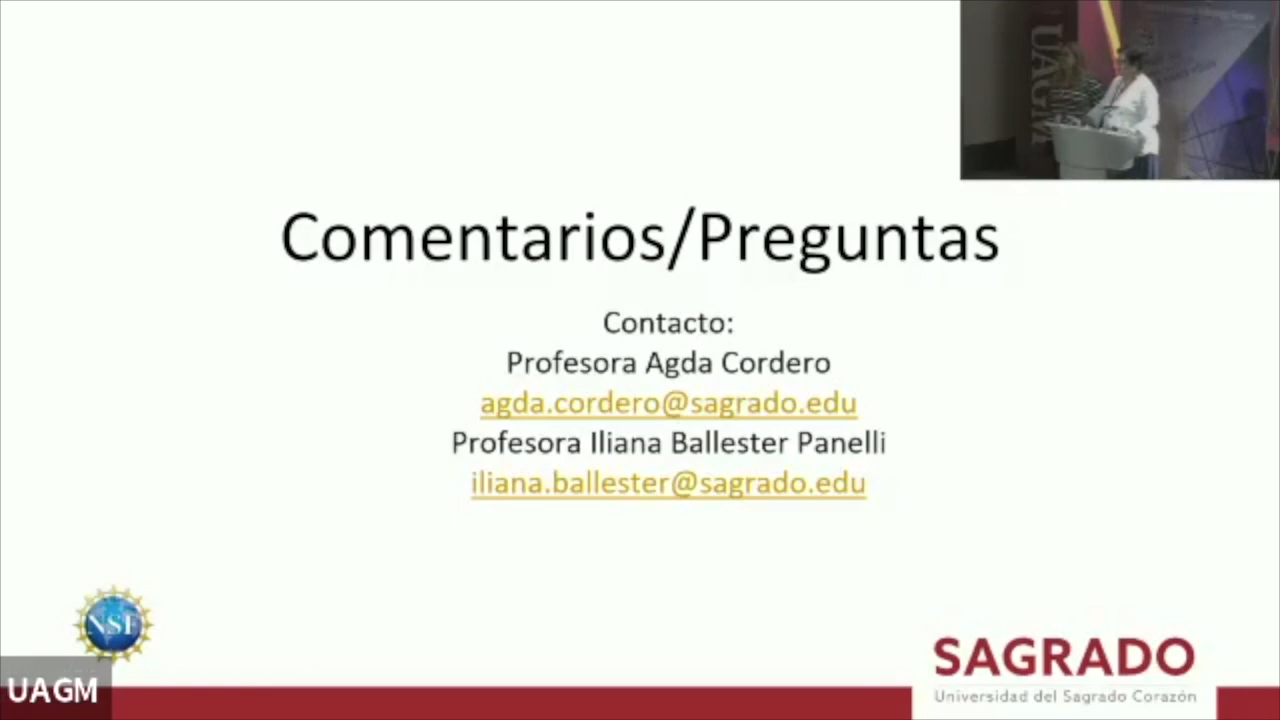 UAGM
Comentarios/Preguntas
Contacto:
Profesora Agda Cordero
agda.cordero@sagrado.edu
Profesora Iliana Ballester Panelli
iliana.ballester@sagrado.edu
NSF
SAGRADO
Universidad del Sagrado Corazón
UAGM